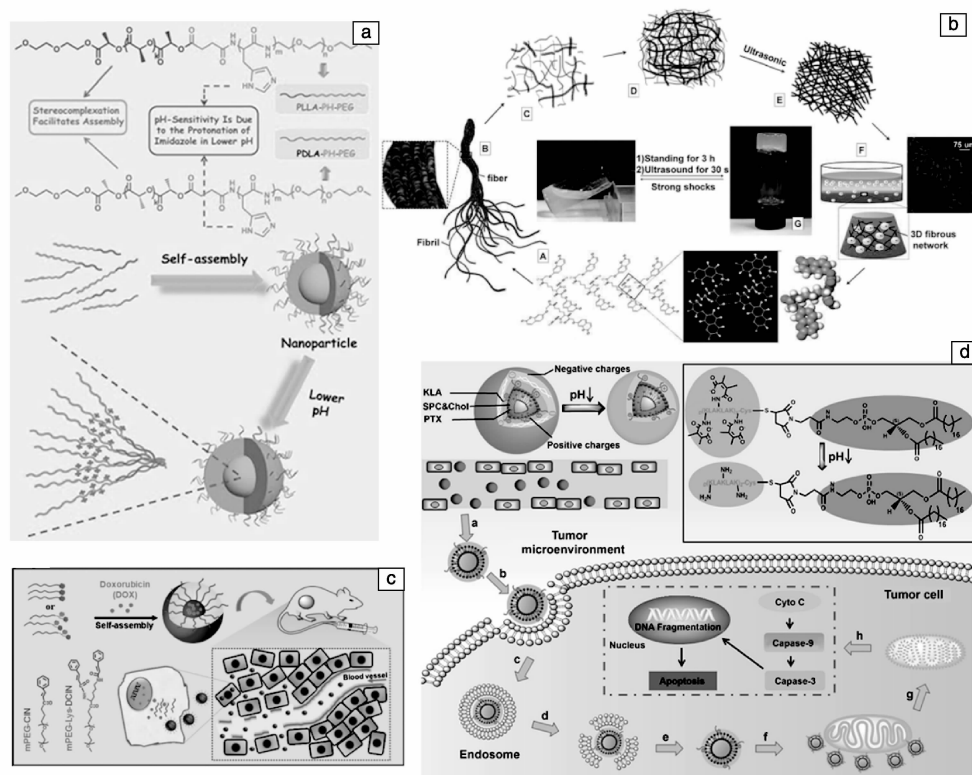 a
O
H
N
m
n
HN
N
Stereocomplexation
Facilitates Assembly
pH-Sensitivity Is Due
to the Protonation of
Imidazole in Lower pH
PLLA-PH-PEG
PDLA-PH-PEG
Self-assembly
Nanoparticle
Lower
pH
b
Ultrasonic
C
D
E
B
fiber
Fibril
A
1)Standing for 3 h
2)Ultrasound for 30 s
Strong shocks
G
F
75 um
3D fibrous
network
c
or
Doxorubicin
(DOX)
Self-assembly
mPEG-CIN
mPEG-Lys-DCIN
Blood vessel
d
Negative charges
KLA
SPC&Chol
PTX
pH↓
Positive charges
pH↓
a
Tumor
microenvironment
b
c
Endosome
d
e
f
g
h
Tumor cell
DNA Fragmentation
Nucleus
Apoptosis
Cyto C
Capase-9
Capase-3